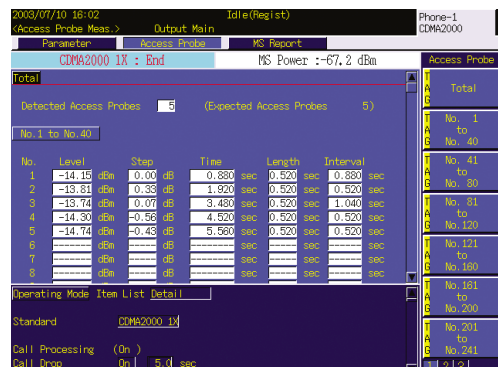 2003/07/10 16:02 Idle(Regist)
<Access Probe Meas.> Output Main
Phone-1
CDMA2000
Parameter Access Probe MS Report
CDMA2000 1X : End MS Power :-67.2 dBm
Access Probe
Total
Detected Access Probes 5 (Expected Access Probes 5)
No.1 to No.40
No. Level Step Time Length Interval
1 -14.15 dBm 0.00 dB 0.880 sec 0.520 sec 0.880 sec
2 -13.81 dBm 0.33 dB 1.920 sec 0.520 sec 0.520 sec
3 -13.74 dBm 0.07 dB 3.480 sec 0.520 sec 1.040 sec
4 -14.30 dBm -0.56 dB 4.520 sec 0.520 sec 0.520 sec
5 -14.74 dBm -0.43 dB 5.560 sec 0.520 sec 0.520 sec
6 ------ dBm ----- dB ------ sec ----- sec ------ sec
7 ------ dBm ----- dB ------ sec ----- sec ------ sec
8 ------ dBm ----- dB ------ sec ----- sec ------ sec
Operating Mode Item List Detail
Standard CDMA2000 1X
Call Processing (On )
Call Drop On 5.0 sec
TAG Total
TAG No. 1 to No. 40
TAG No. 41 to No. 80
TAG No. 81 to No.120
TAG No.121 to No.160
TAG No.161 to No.200
TAG No.201 to No.241
1 2 3